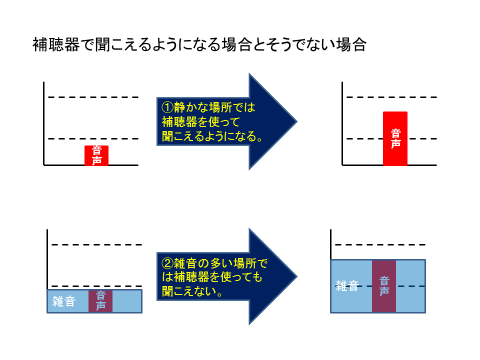 補聴器で聞こえるようになる場合とそうでない場合
①静かな場所では
補聴器を使って
聞こえるようになる。
音
声
音
声
②雑音の多い場所で
は補聴器を使っても
聞こえない。
雑音
音
声
雑音
音
声